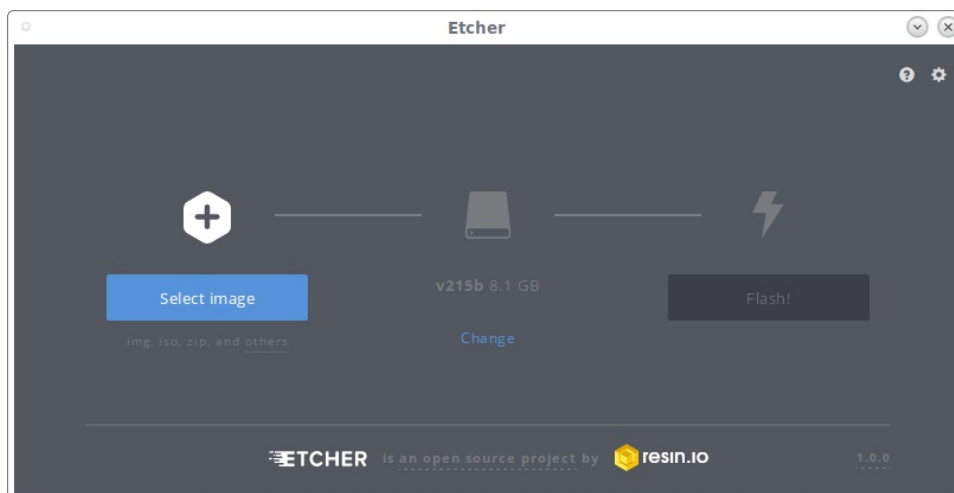 Etcher
Select image
img, iso, zip, and others
v215b 8.1 GB
Change
Flash!
ETCHER is an open source project by resin.io
1.0.0